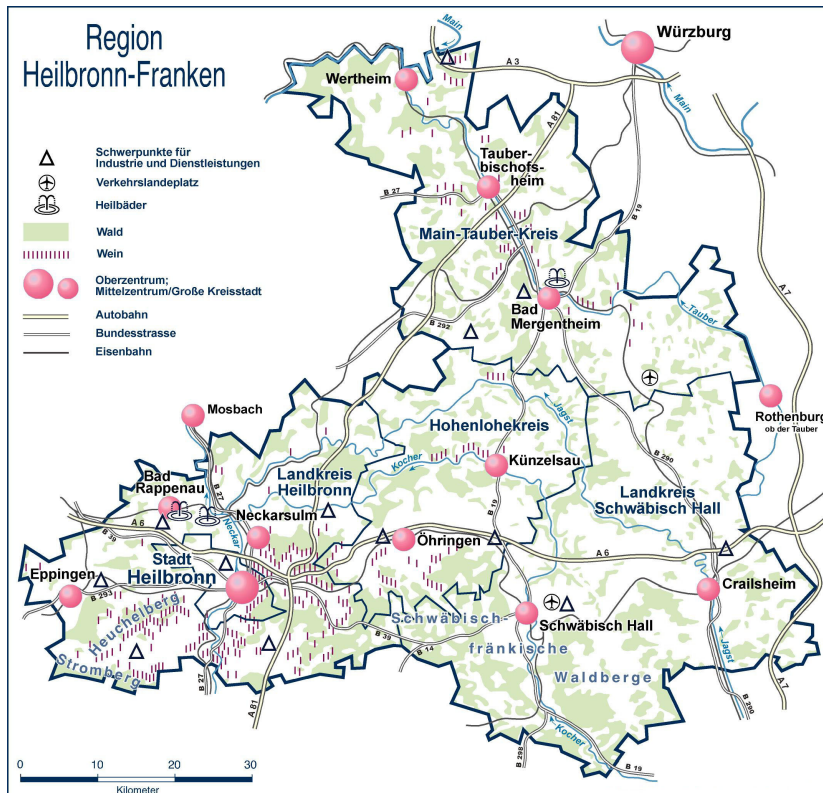 Region
Heilbronn-Franken
Schwerpunkte für
Industrie und Dienstleistungen
Verkehrslandeplatz
Heilbäder
Wald
Wein
Oberzentrum;
Mittelzentrum/Große Kreisstadt
Autobahn
Bundesstrasse
Eisenbahn
Main
Würzburg
Wertheim
A 3
Main
A 81
Tauber-
bischofs-
heim
B 27
B 19
Main-Tauber-Kreis
A 7
Bad
Mergentheim
Tauber
B 292
Mosbach
Jagst
Rothenburg
ob der Tauber
Hohenlohekreis
Kocher
Künzelsau
B 290
Landkreis
Heilbronn
Landkreis
Schwäbisch Hall
Bad
Rappenau
B 27
Neckarsulm
B 19
A 6
B 39
Neckar
Öhringen
A 6
Stadt
Heilbronn
Eppingen
B 293
Crailsheim
Heuchelberg
Schwäbisch-
Schwäbisch Hall
Stromberg
B 39
B 14
fränkische
Jagst
Waldberge
B 27
A 81
A 7
B 290
Kocher
B 298
B 19
0
10
20
30
Kilometer